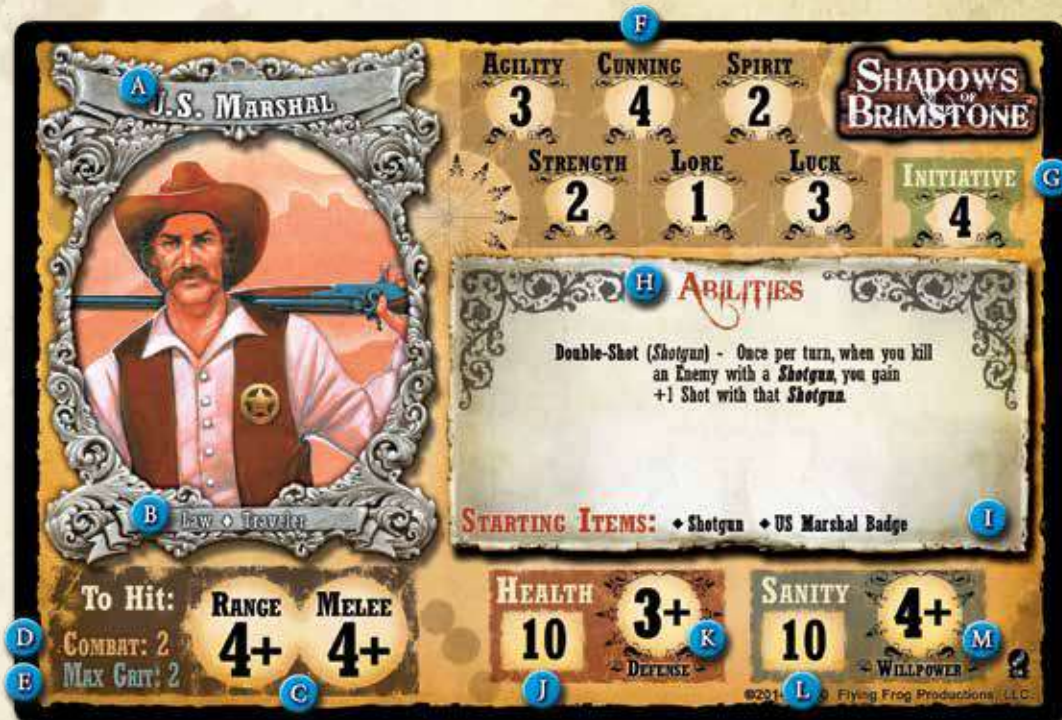 F
A
U.S. MARSHAL
AGILITY CUNNING SPIRIT
3 4 2
SHADOWS
OF
BRIMSTONE
STRENGTH LORE LUCK
2 1 3
INITIATIVE
4
G
H ABILITIES
Double-Shot (Shotgun) - Once per turn, when you kill
an Enemy with a Shotgun, you gain
+1 Shot with that Shotgun.
B Law ◆ Traveler
STARTING ITEMS: ◆ Shotgun ◆ US Marshal Badge
I
To Hit:
RANGE MELEE
4+ 4+
D COMBAT: 2
E MAX GRIT: 2
C
HEALTH
10
J
3+
DEFENSE
K
SANITY
10
L
4+
WILLPOWER
M
Flying Frog Productions, LLC.